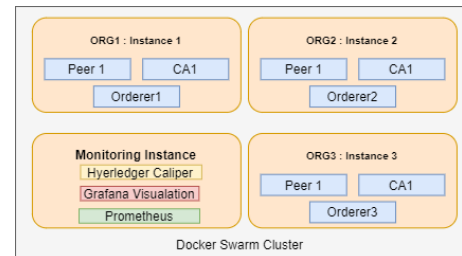 ORG1 : Instance 1
Peer 1
CA1
Orderer1
ORG2 : Instance 2
Peer 1
CA1
Orderer2
Monitoring Instance
Hyerledger Caliper
Grafana Visualation
Prometheus
ORG3 : Instance 3
Peer 1
CA1
Orderer3
Docker Swarm Cluster